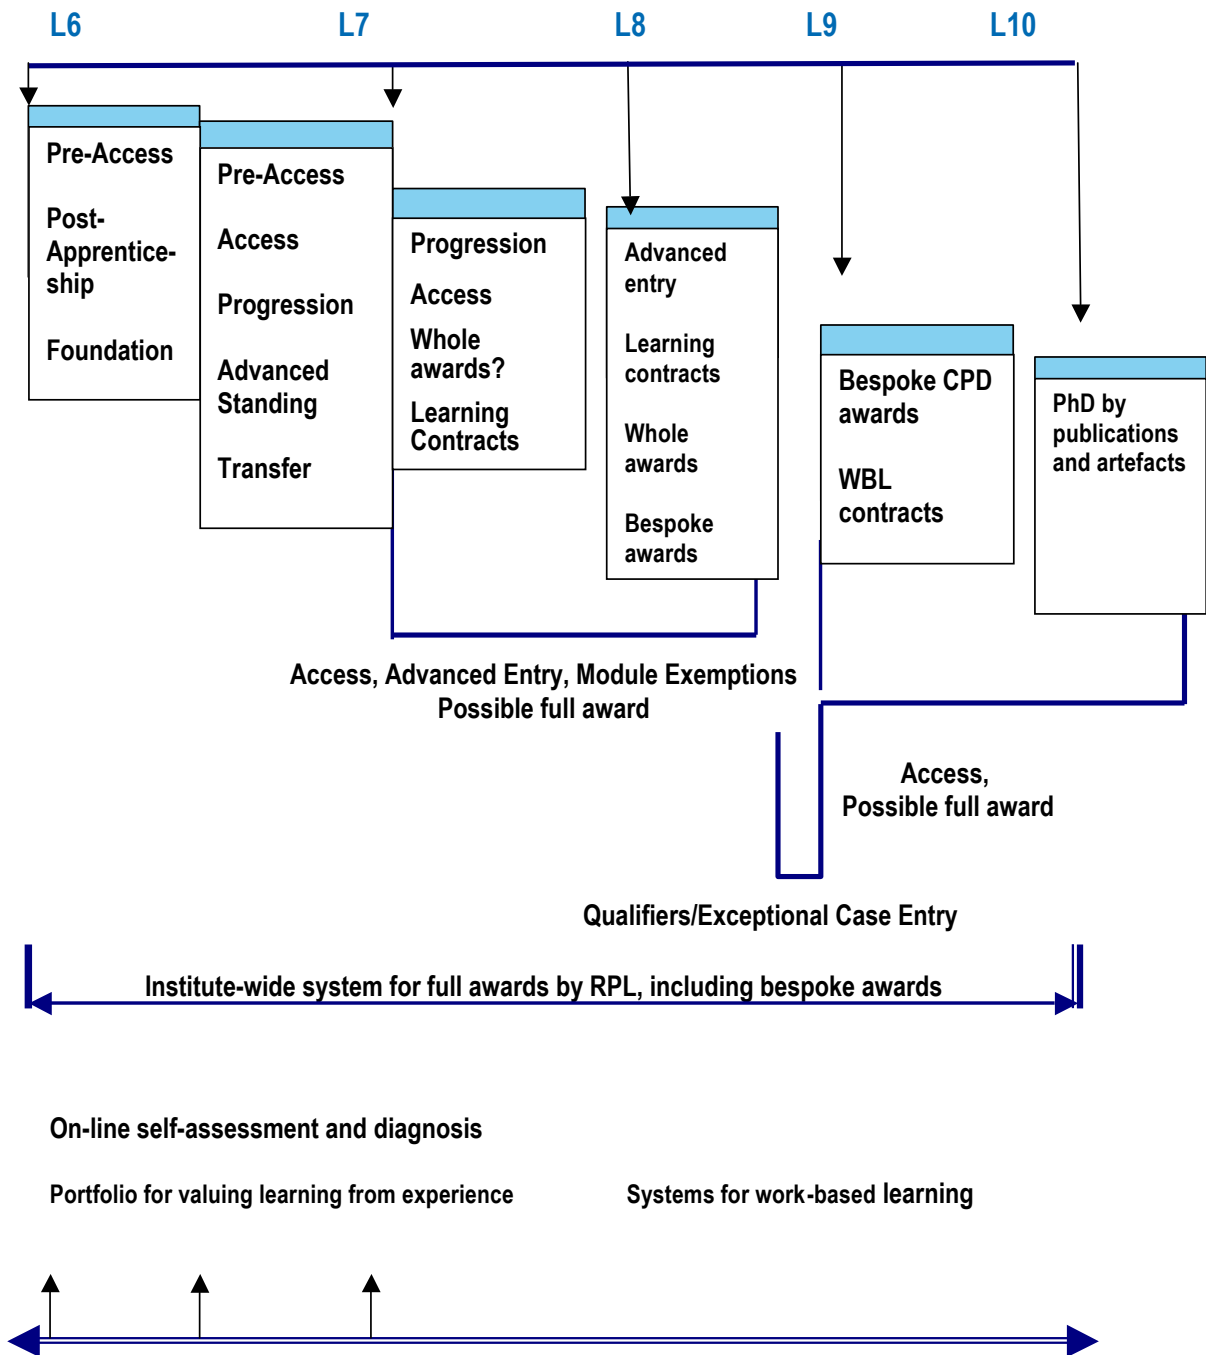 L6 L7 L8 L9 L10
Pre-Access
Post-
Apprentice-
ship
Foundation
Pre-Access
Access
Progression
Advanced
Standing
Transfer
Progression
Access
Whole
awards?
Learning
Contracts
Advanced
entry
Learning
contracts
Whole
awards
Bespoke
awards
Bespoke CPD
awards
WBL
contracts
PhD by
publications
and artefacts
Access, Advanced Entry, Module Exemptions
Possible full award
Access,
Possible full award
Qualifiers/Exceptional Case Entry
Institute-wide system for full awards by RPL, including bespoke awards
On-line self-assessment and diagnosis
Portfolio for valuing learning from experience
Systems for work-based learning